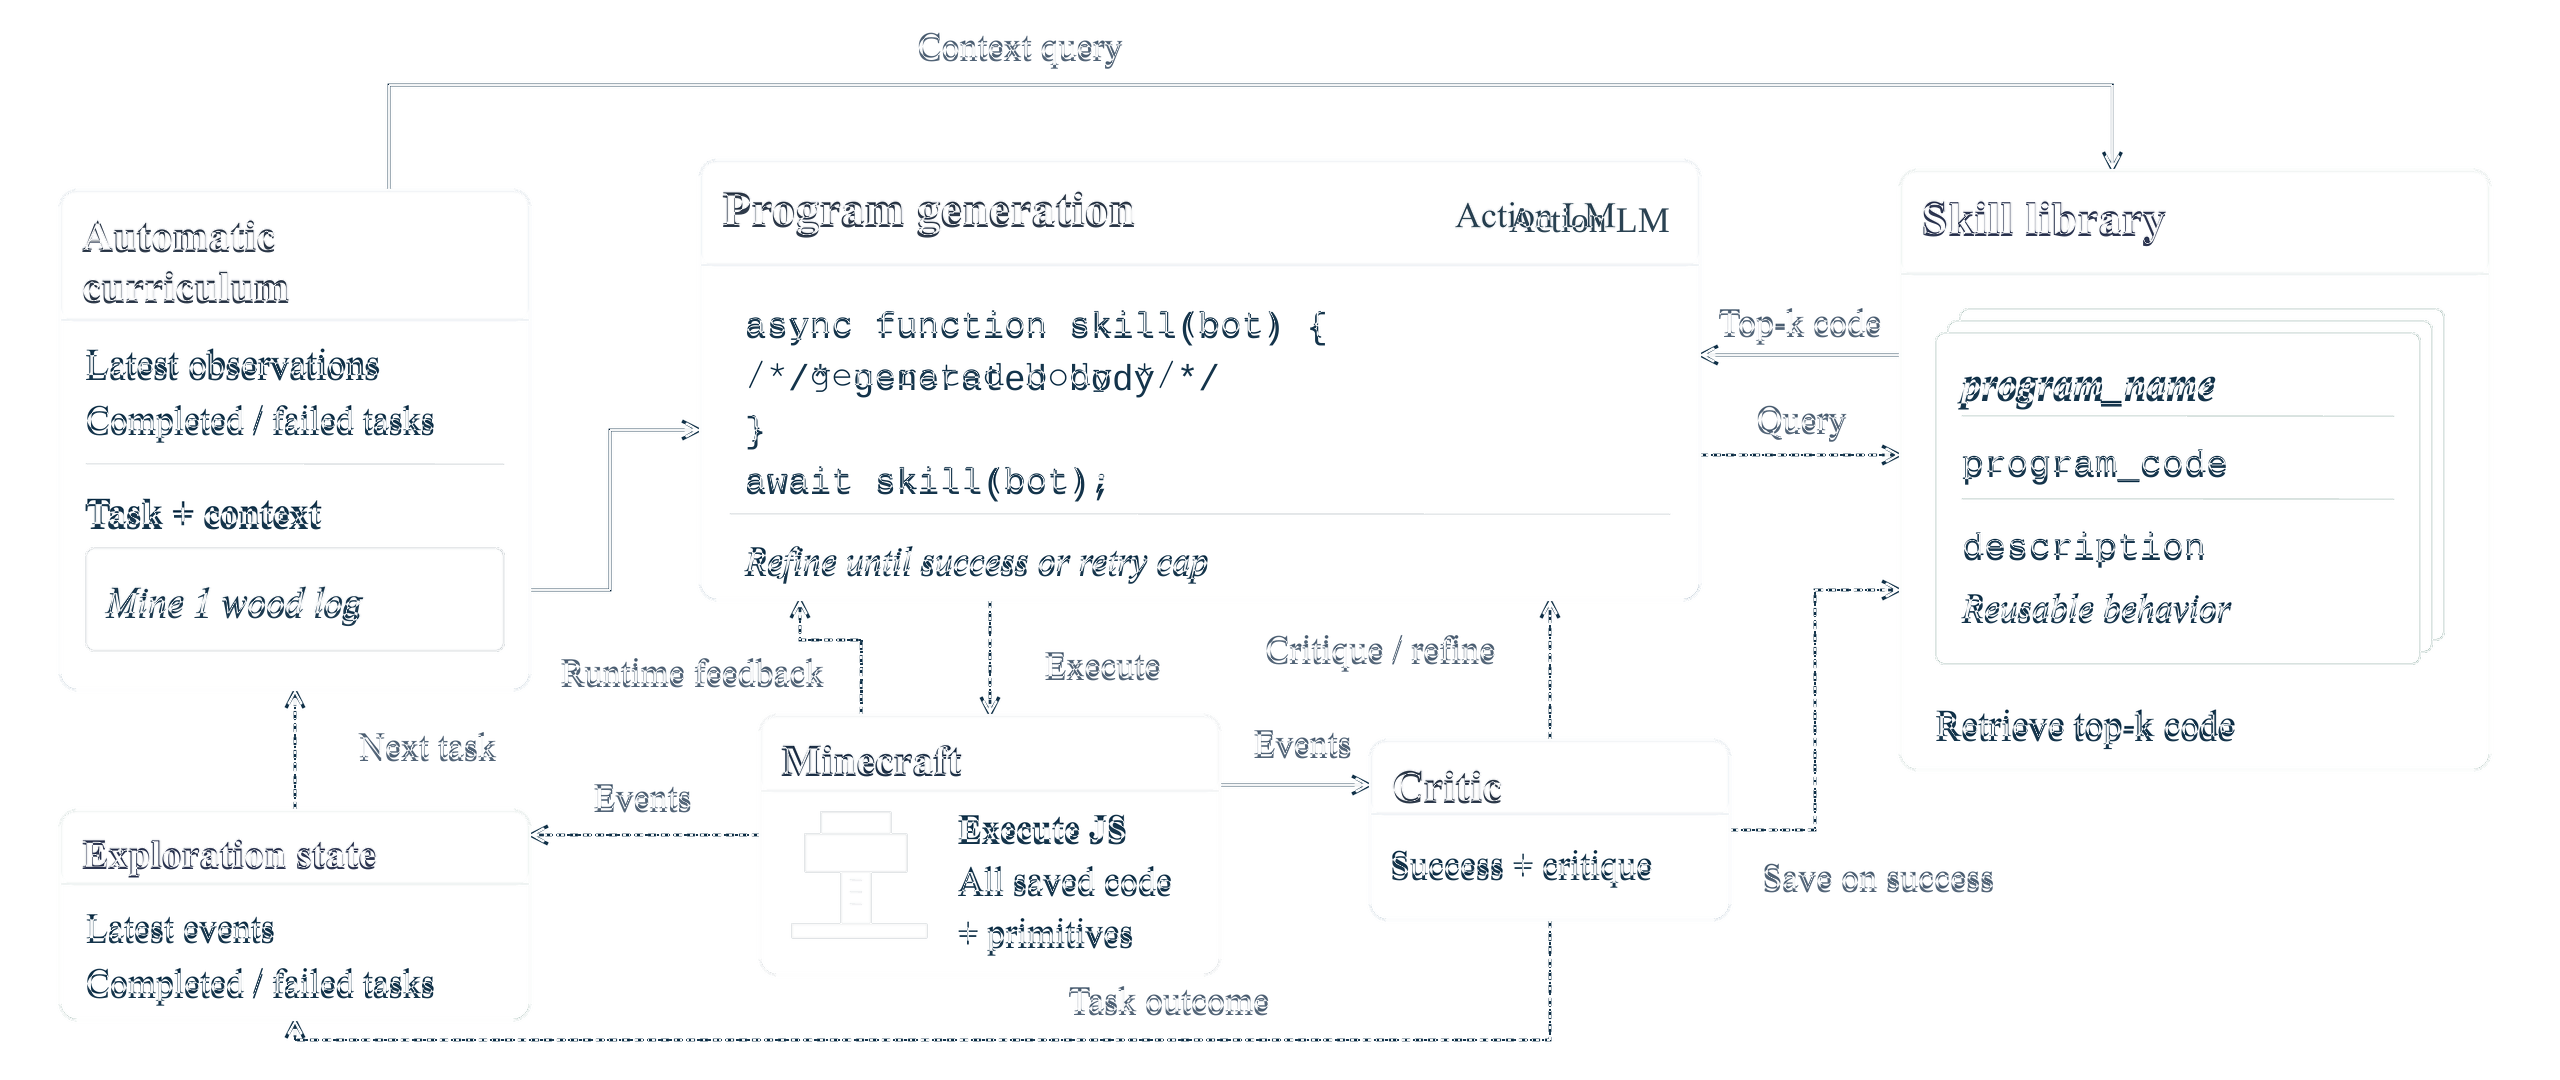 Context query
Automatic
curriculum
Latest observations
Completed / failed tasks
Task + context
Mine 1 wood log
Program generation
Action LM
Action LM
async function skill(bot) {
/* generated body */
/* generated body */
}
await skill(bot);
Refine until success or retry cap
Top-k code
Query
Skill library
program_name
program_code
description
Reusable behavior
Retrieve top-k code
Runtime feedback
Execute
Critique / refine
Next task
Events
Minecraft
Execute JS
All saved code
+ primitives
Events
Critic
Success + critique
Save on success
Exploration state
Latest events
Completed / failed tasks
Task outcome